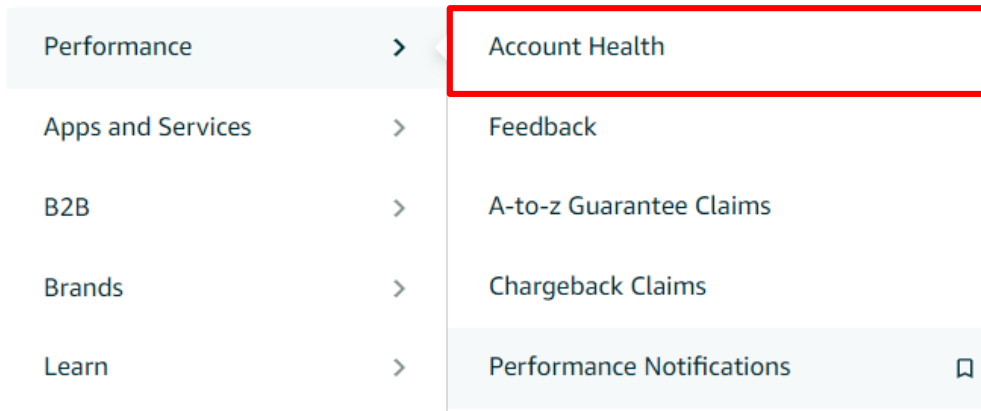 Performance
Apps and Services
B2B
Brands
Learn
Account Health
Feedback
A-to-z Guarantee Claims
Chargeback Claims
Performance Notifications